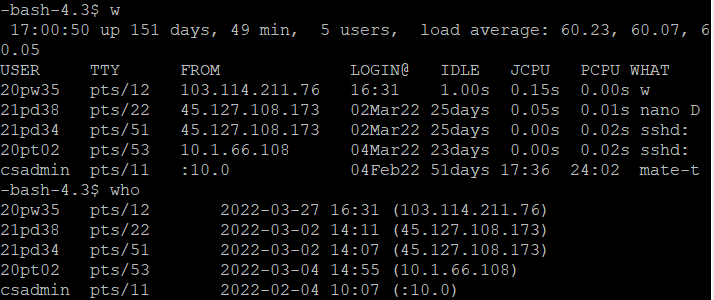 -bash-4.3$ w
 17:00:50 up 151 days, 49 min,  5 users,  load average: 60.23, 60.07, 6
0.05
USER     TTY      FROM             LOGIN@   IDLE   JCPU   PCPU WHAT
20pw35   pts/12   103.114.211.76   16:31    1.00s  0.15s  0.00s w
21pd38   pts/22   45.127.108.173   02Mar22 25days  0.05s  0.01s nano D
21pd34   pts/51   45.127.108.173   02Mar22 25days  0.00s  0.02s sshd:
20pt02   pts/53   10.1.66.108      04Mar22 23days  0.00s  0.02s sshd:
csadmin  pts/11   :10.0            04Feb22 51days 17:36  24:02  mate-t
-bash-4.3$ who
20pw35   pts/12       2022-03-27 16:31 (103.114.211.76)
21pd38   pts/22       2022-03-02 14:11 (45.127.108.173)
21pd34   pts/51       2022-03-02 14:07 (45.127.108.173)
20pt02   pts/53       2022-03-04 14:55 (10.1.66.108)
csadmin  pts/11       2022-02-04 10:07 (:10.0)